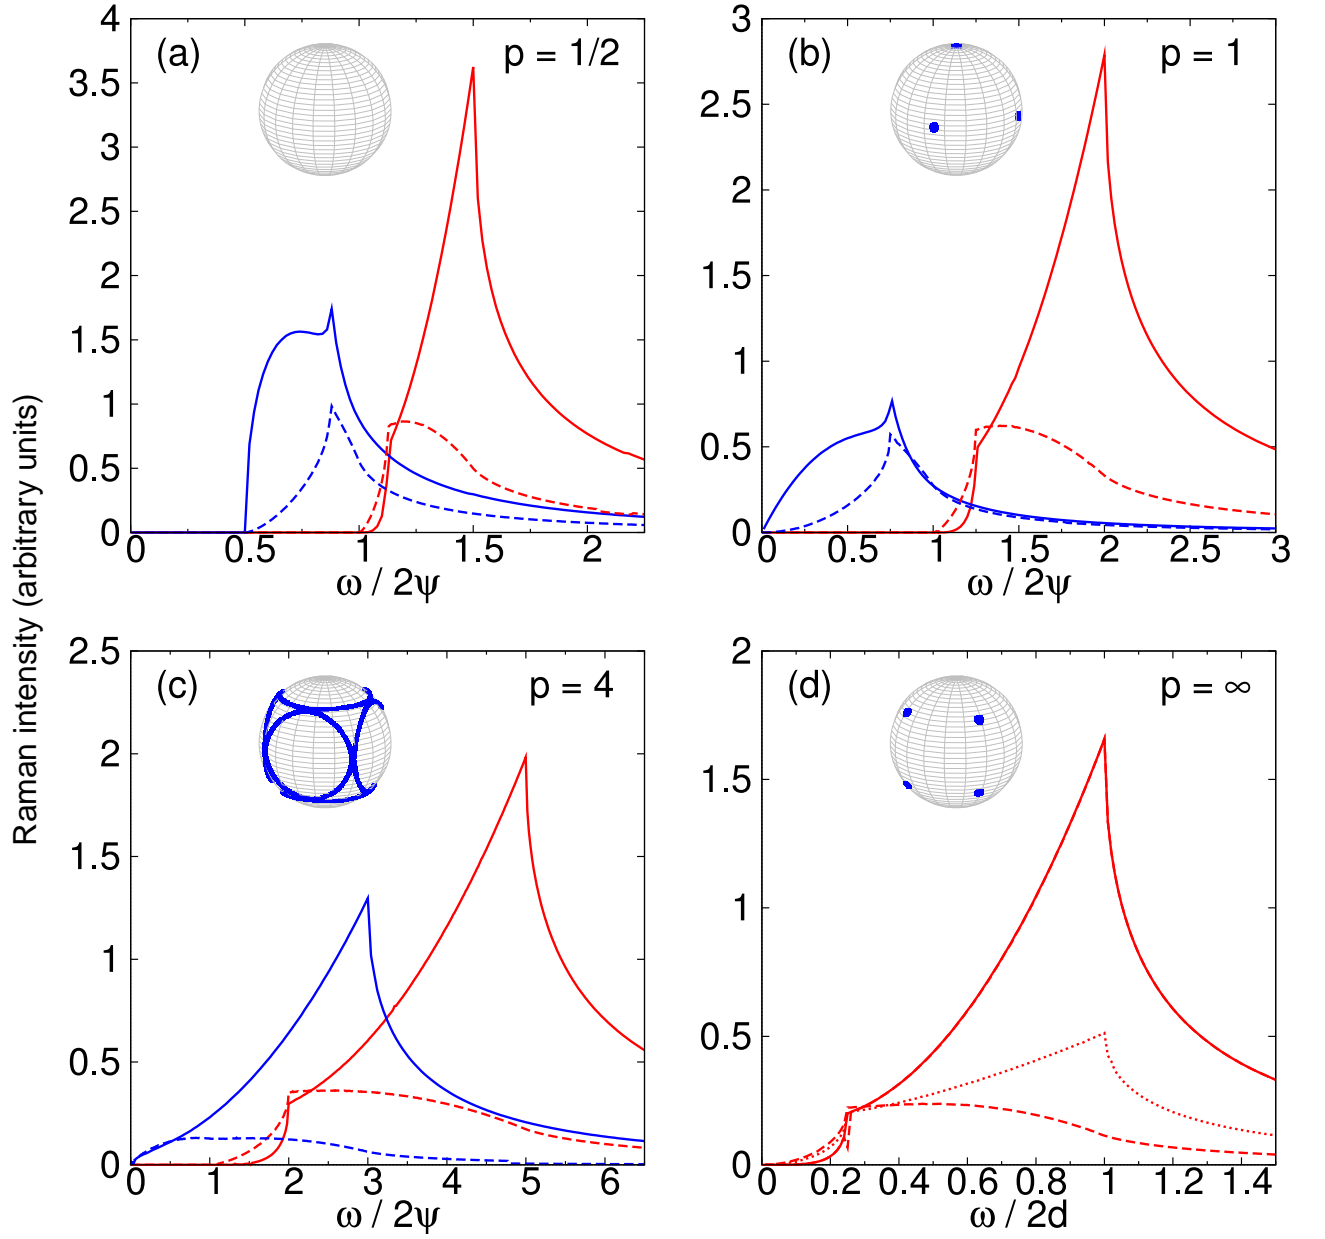 Raman intensity (arbitrary units)
(a) p = 1/2
4
3.5
3
2.5
2
1.5
1
0.5
0
0.5 1 1.5 2
ω / 2ψ
(b) p = 1
3
2.5
2
1.5
1
0.5
0
0 0.5 1 1.5 2 2.5 3
ω / 2ψ
(c) p = 4
2.5
2
1.5
1
0.5
0
0 1 2 3 4 5 6
ω / 2ψ
(d) p = ∞
2
1.5
1
0.5
0
0 0.2 0.4 0.6 0.8 1 1.2 1.4
ω / 2d